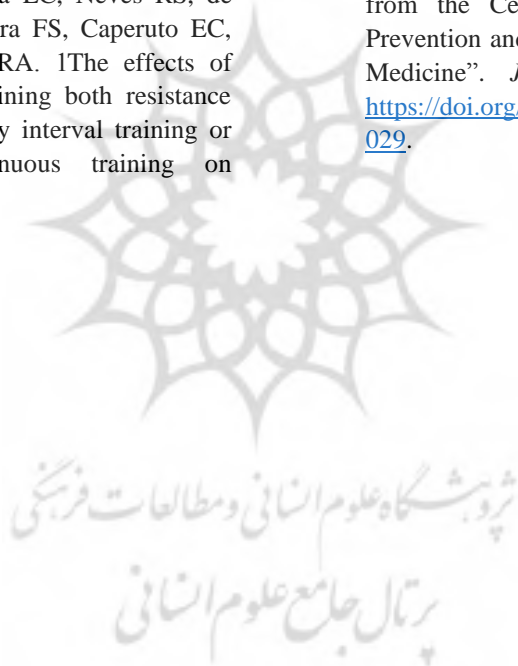 a EC, Neves RS, de
ra FS, Caperuto EC,
RA. 1The effects of
ining both resistance
y interval training or
nuous training on
from the Ce
Prevention and
Medicine”. J
https://doi.org/
029.
پژوهشگاه علوم انسانی و مطالعات فرهنگی
پرتال جامع علوم انسانی